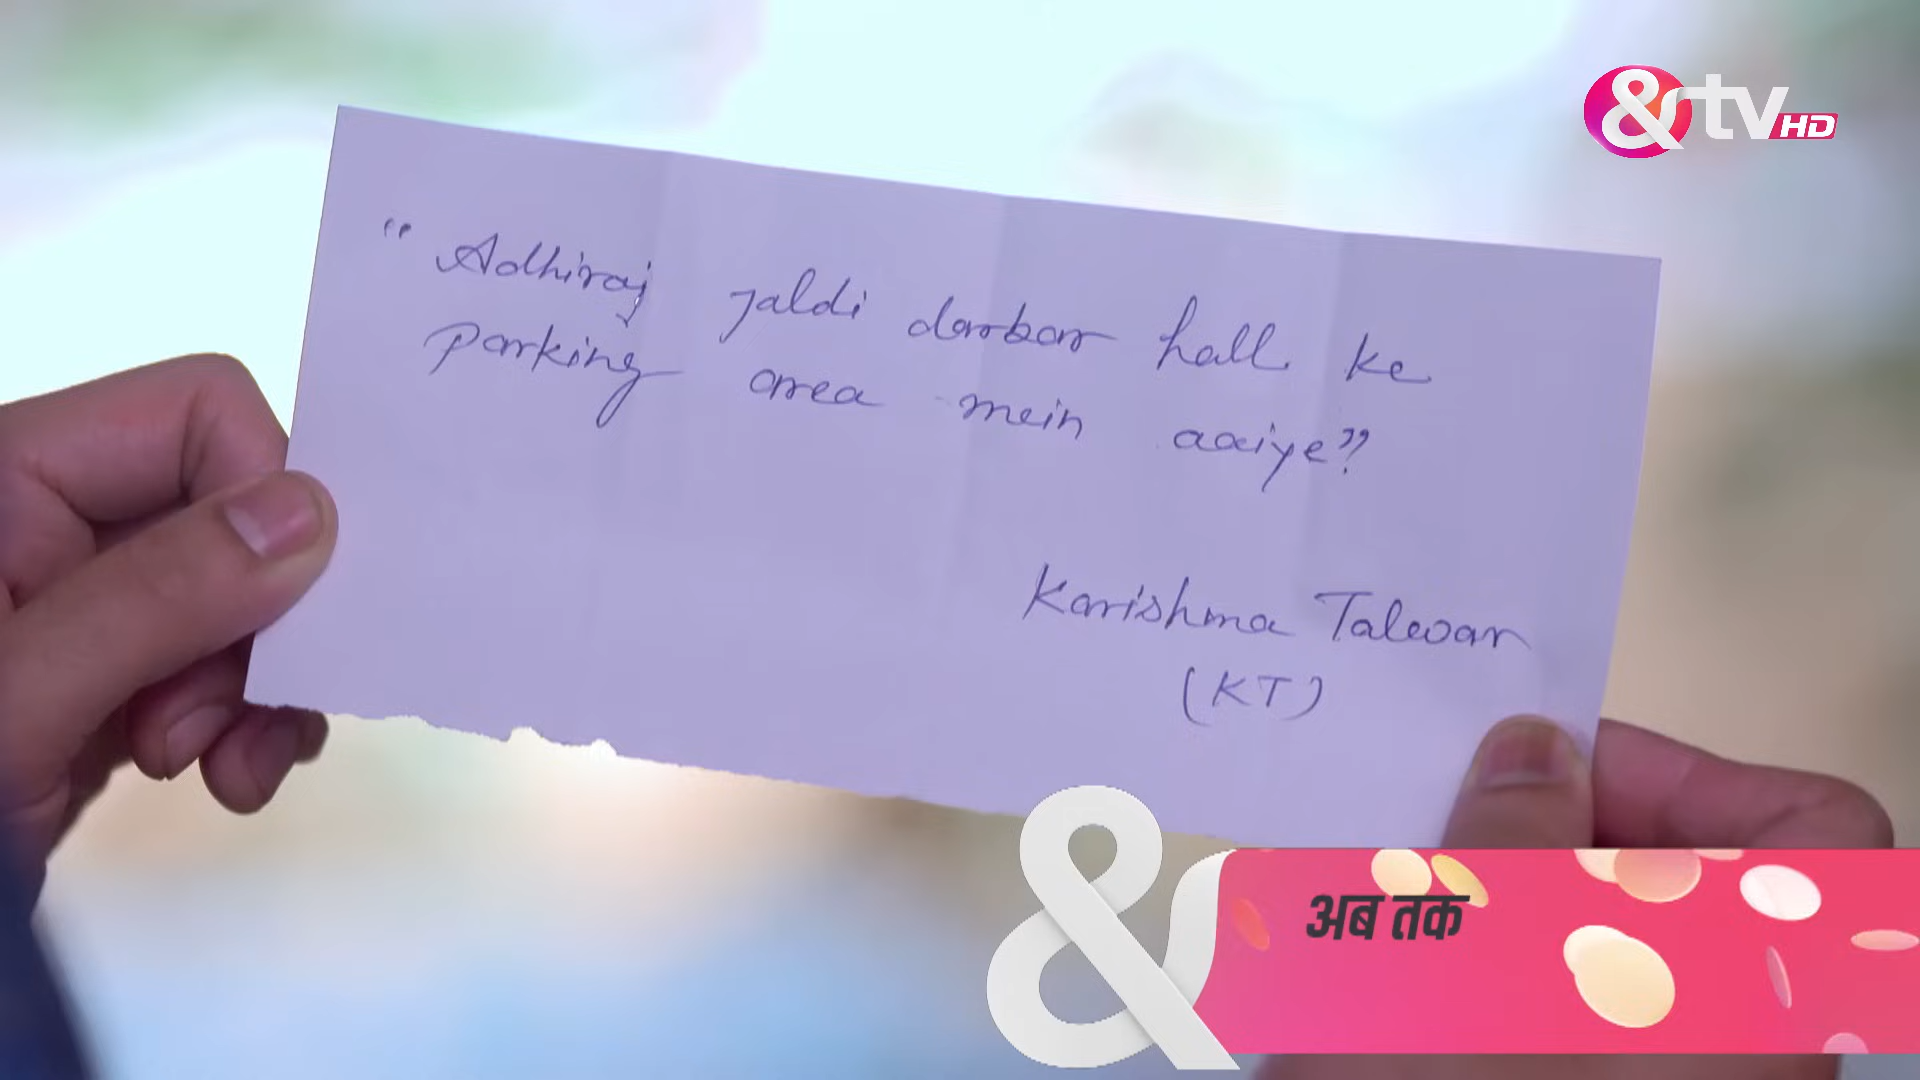 &tv HD
" Adhiraj jaldi darbar hall ke
parking area mein aaiye"?
Karishma Talwar
(KT)
&
अब तक